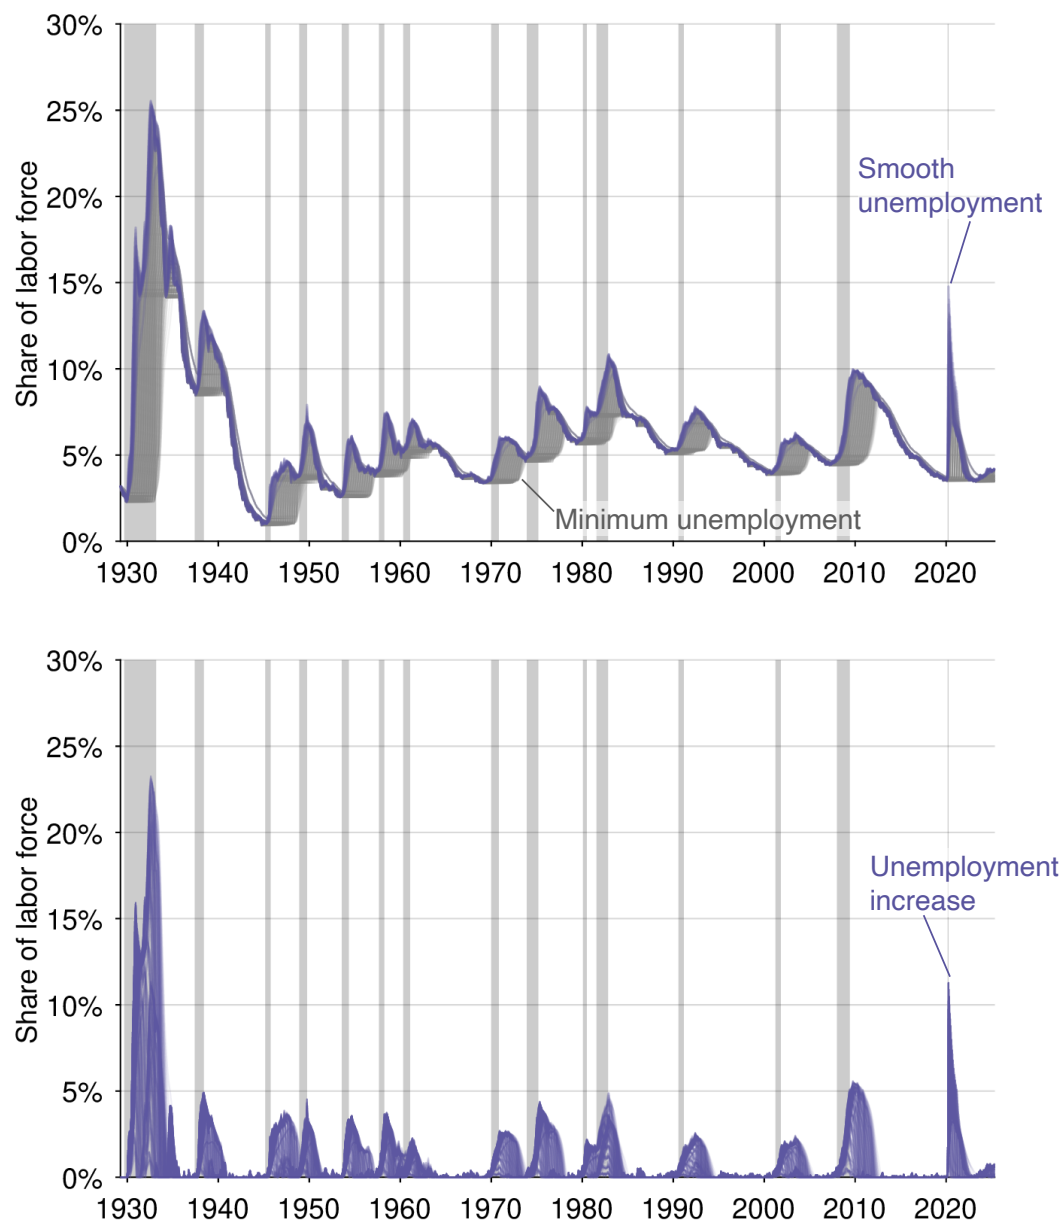 30%
25%
20%
15%
10%
5%
0%
Share of labor force
Smooth
unemployment
Minimum unemployment
1930 1940 1950 1960 1970 1980 1990 2000 2010 2020
30%
25%
20%
15%
10%
5%
0%
Share of labor force
Unemployment
increase
1930 1940 1950 1960 1970 1980 1990 2000 2010 2020